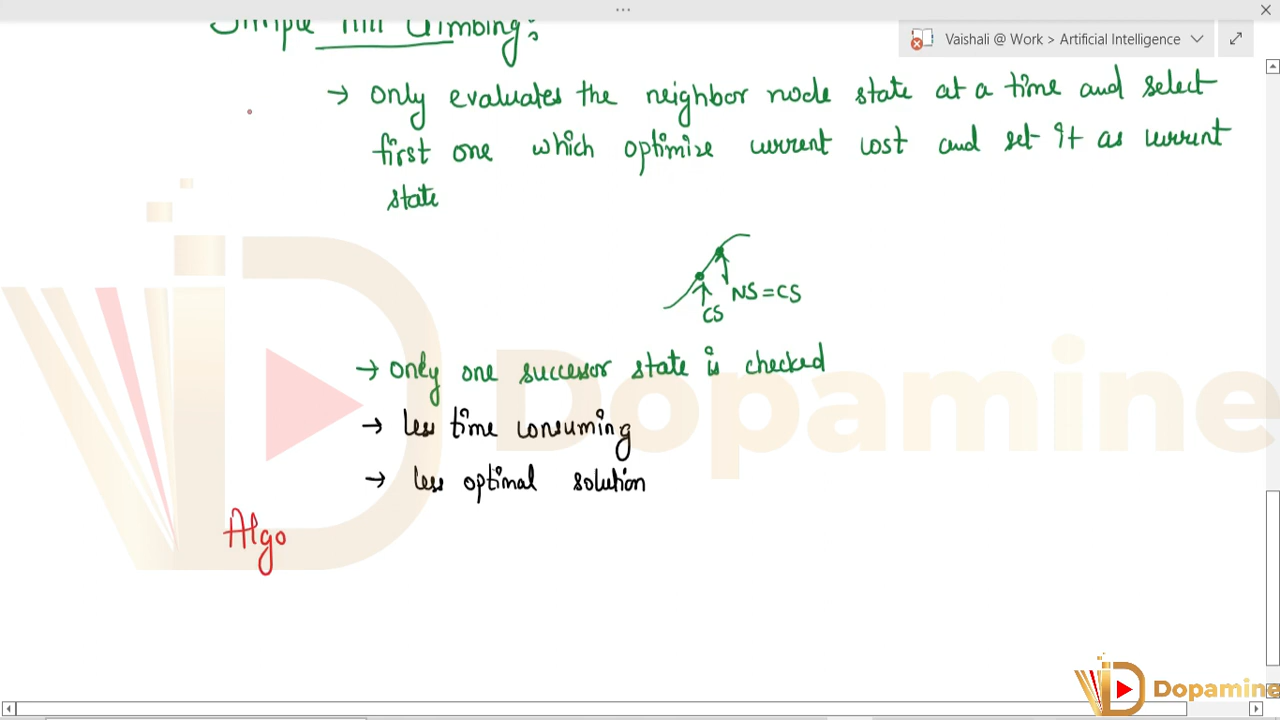 ...
Simple Hill Climbing:
Vaishali @ Work > Artificial Intelligence
→ only evaluates the neighbor node state at a time and select
first one which optimize current cost and set it as current
state
NS = CS
CS
→ only one successor state is checked
Dopamine
→ less time consuming
→ less optimal solution
Algo
Dopamine